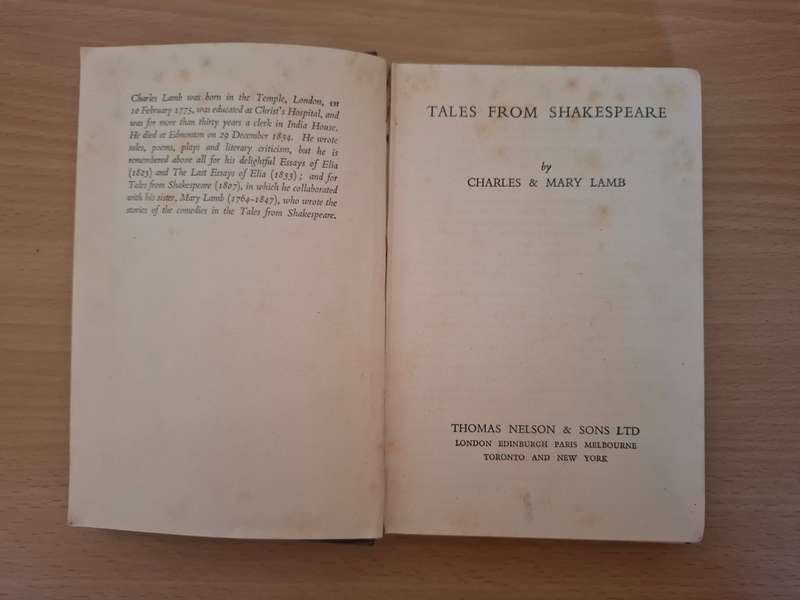 Charles Lamb was born in the Temple, London, on
10 February 1775, was educated at Christ's Hospital, and
was for more than thirty years a clerk in India House.
He died at Edmonton on 29 December 1834. He wrote
tales, poems, plays and literary criticism, but he is
remembered above all for his delightful Essays of Elia
(1823) and The Last Essays of Elia (1833); and for
Tales from Shakespeare (1807), in which he collaborated
with his sister, Mary Lamb (1764-1847), who wrote the
stories of the comedies in the Tales from Shakespeare.
TALES FROM SHAKESPEARE
by
CHARLES & MARY LAMB
THOMAS NELSON & SONS LTD
LONDON EDINBURGH PARIS MELBOURNE
TORONTO AND NEW YORK